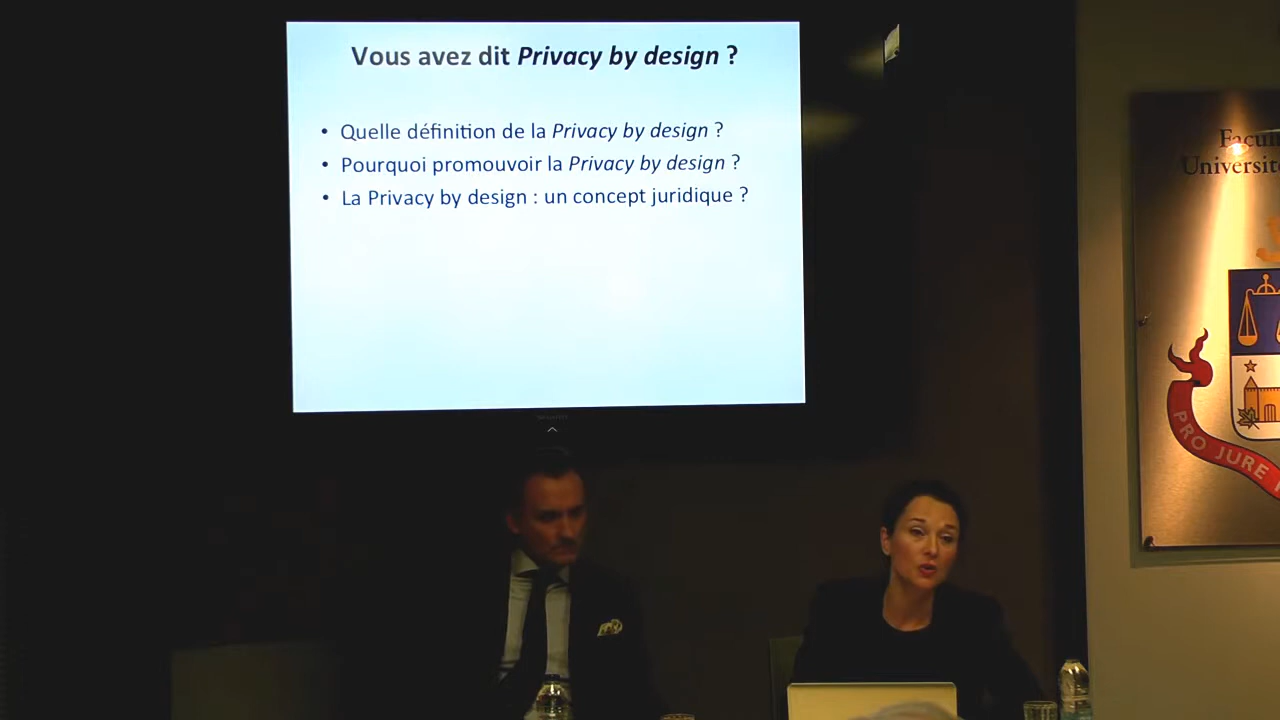 Vous avez dit Privacy by design ?
• Quelle définition de la Privacy by design ?
• Pourquoi promouvoir la Privacy by design ?
• La Privacy by design : un concept juridique ?
PRO JURE